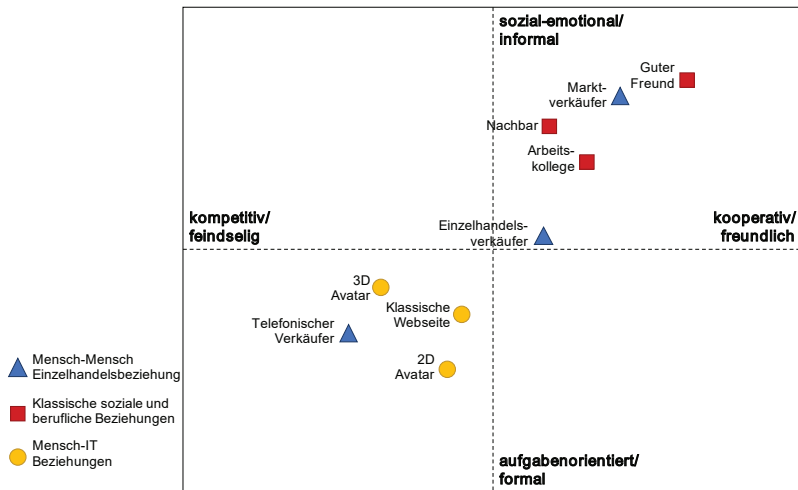 sozial-emotional/
informal
Guter
Freund
Markt-
verkäufer
Nachbar
Arbeits-
kollege
kompetitiv/
feindselig
kooperativ/
freundlich
Einzelhandels-
verkäufer
3D
Avatar
Klassische
Webseite
Telefonischer
Verkäufer
2D
Avatar
Mensch-Mensch
Einzelhandelsbeziehung
Klassische soziale und
berufliche Beziehungen
Mensch-IT
Beziehungen
aufgabenorientiert/
formal